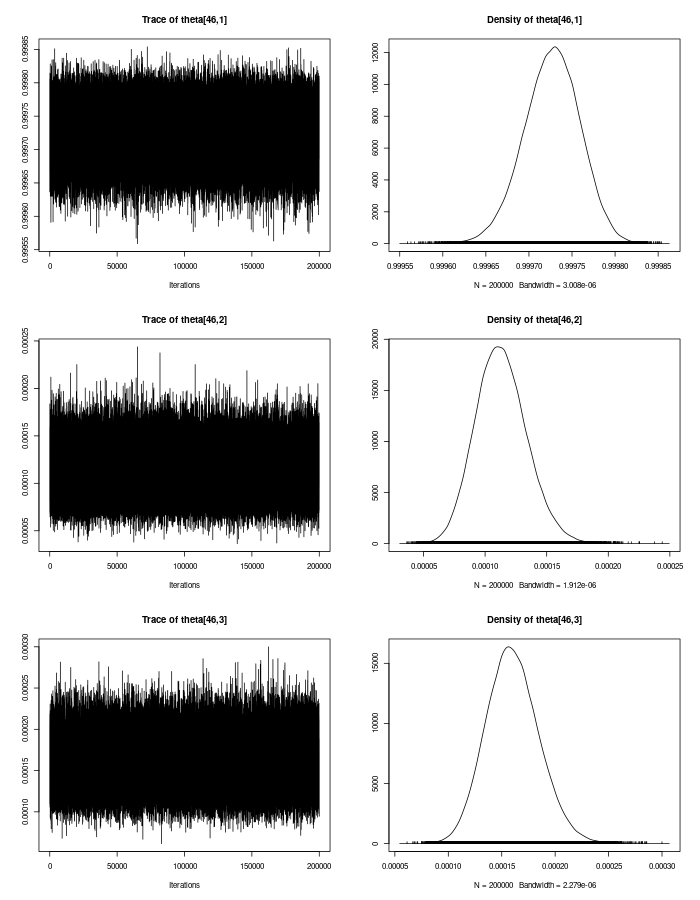 Trace of theta[46,1]
0.99955 0.99960 0.99965 0.99970 0.99975 0.99980 0.99985
0 50000 100000 150000 200000
Iterations
Density of theta[46,1]
0 2000 4000 6000 8000 10000 12000
0.99955 0.99960 0.99965 0.99970 0.99975 0.99980 0.99985
N = 200000 Bandwidth = 3.008e-06
Trace of theta[46,2]
0.00005 0.00010 0.00015 0.00020 0.00025
0 50000 100000 150000 200000
Iterations
Density of theta[46,2]
0 5000 10000 15000 20000
0.00005 0.00010 0.00015 0.00020 0.00025
N = 200000 Bandwidth = 1.912e-06
Trace of theta[46,3]
0.00010 0.00015 0.00020 0.00025 0.00030
0 50000 100000 150000 200000
Iterations
Density of theta[46,3]
0 5000 10000 15000
0.00005 0.00010 0.00015 0.00020 0.00025 0.00030
N = 200000 Bandwidth = 2.279e-06